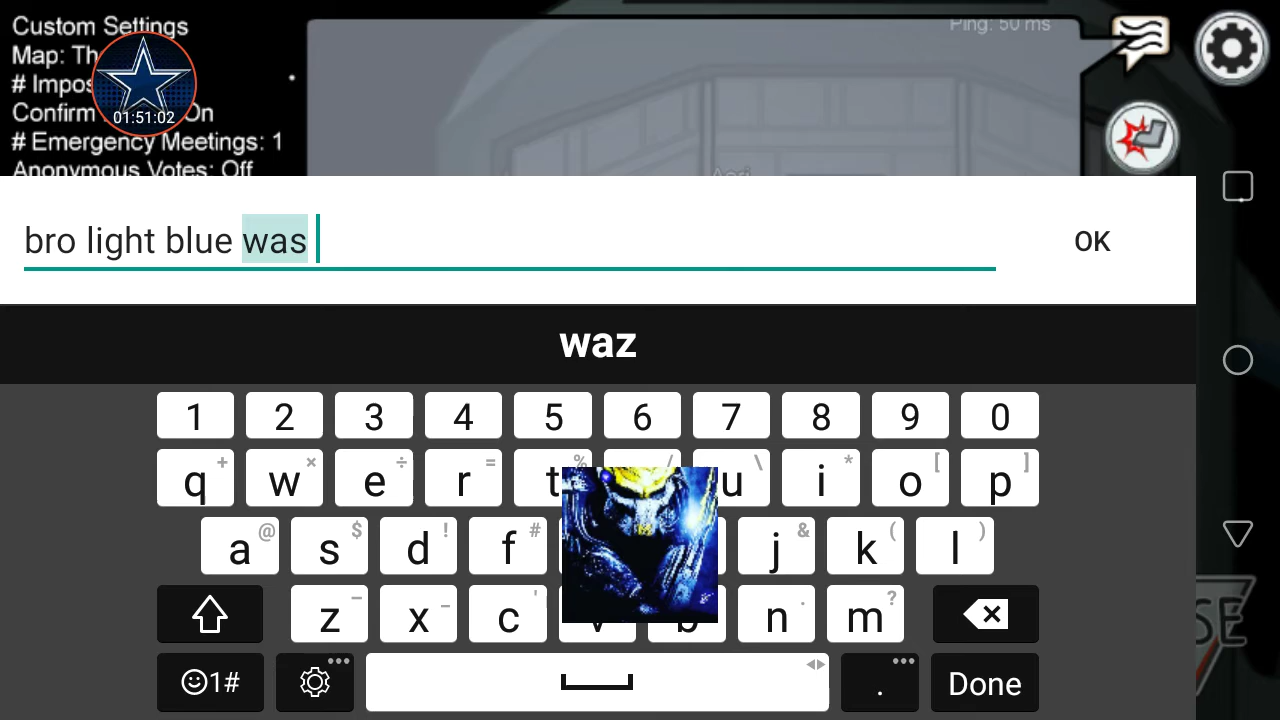 Custom Settings
Ping: 50 ms
Map: Th
# Impos
01:51:02
Confirm On
# Emergency Meetings: 1
Anonymous Votes: Off
bro light blue was
OK
waz
1 2 3 4 5 6 7 8 9 0
q w e r t u i o p
a s d f j k l
z x c v b n m
1# . Done